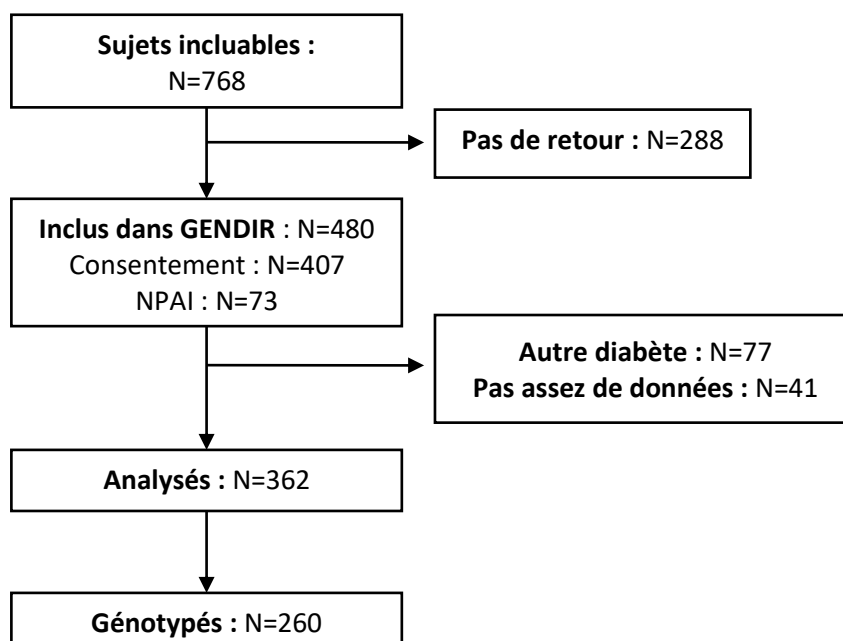 Sujets incluables :
N=768
Pas de retour : N=288
Inclus dans GENDIR : N=480
Consentement : N=407
NPAI : N=73
Autre diabète : N=77
Pas assez de données : N=41
Analysés : N=362
Génotypés : N=260